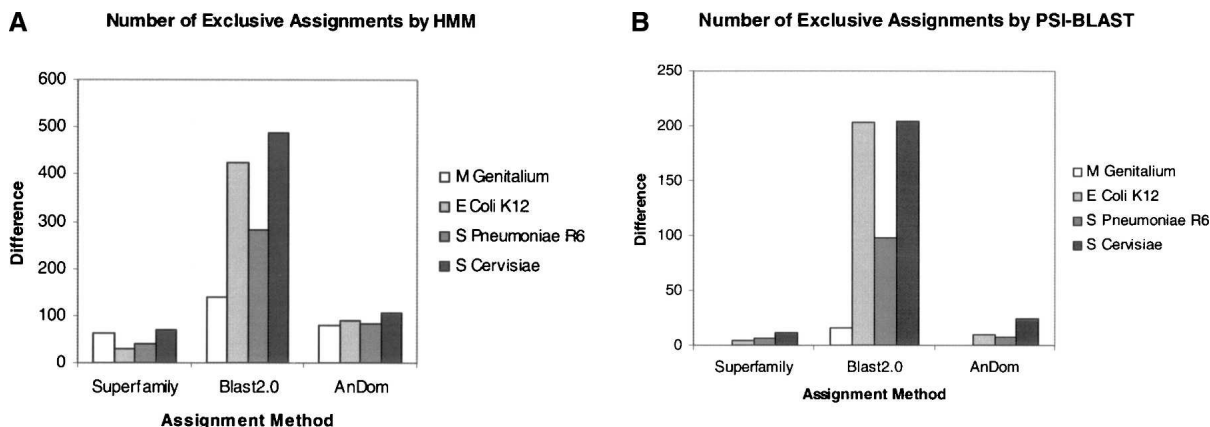 A
Number of Exclusive Assignments by HMM
600
500
400
300
200
100
0
Difference
Superfamily
Blast2.0
AnDom
Assignment Method
M Genitalium
E Coli K12
S Pneumoniae R6
S Cervisiae
B
Number of Exclusive Assignments by PSI-BLAST
250
200
150
100
50
0
Difference
Superfamily
Blast2.0
AnDom
Assignment Method
M Genitalium
E Coli K12
S Pneumoniae R6
S Cervisiae